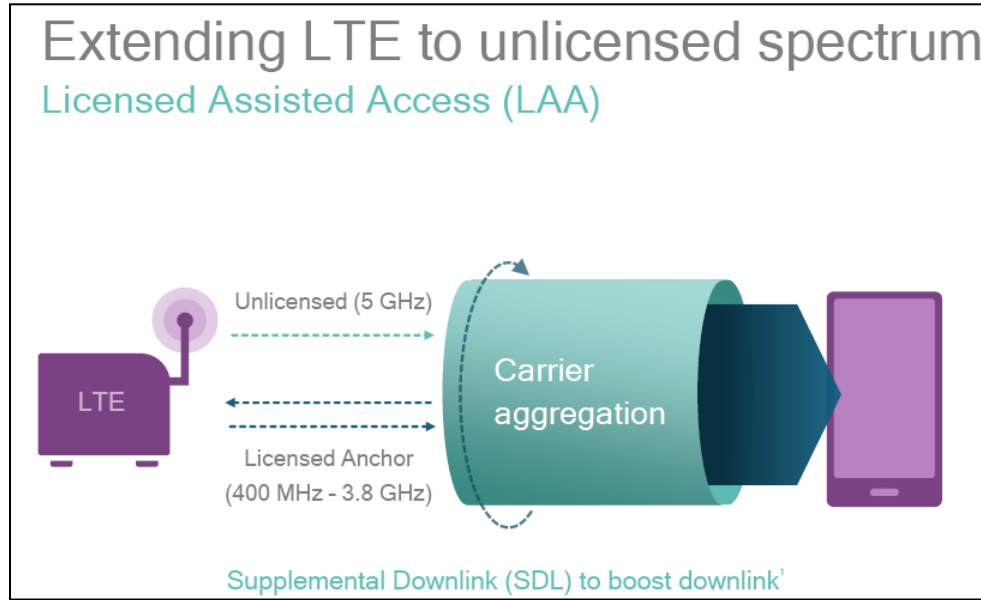 Extending LTE to unlicensed spectrum
Licensed Assisted Access (LAA)
Unlicensed (5 GHz)
LTE
Carrier
aggregation
Licensed Anchor
(400 MHz - 3.8 GHz)
Supplemental Downlink (SDL) to boost downlink¹